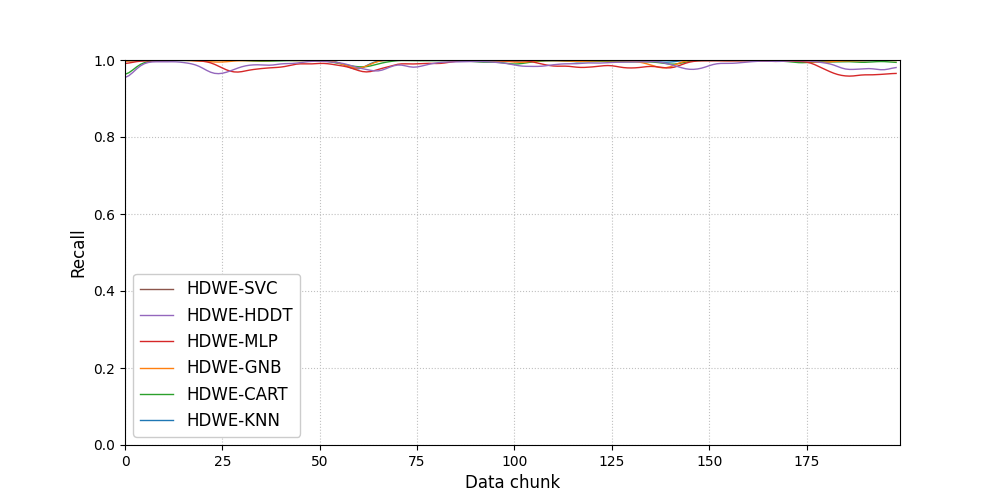 1.0
0.8
0.6
0.4
0.2
0.0
Recall
HDWE-SVC
HDWE-HDDT
HDWE-MLP
HDWE-GNB
HDWE-CART
HDWE-KNN
0 25 50 75 100 125 150 175
Data chunk